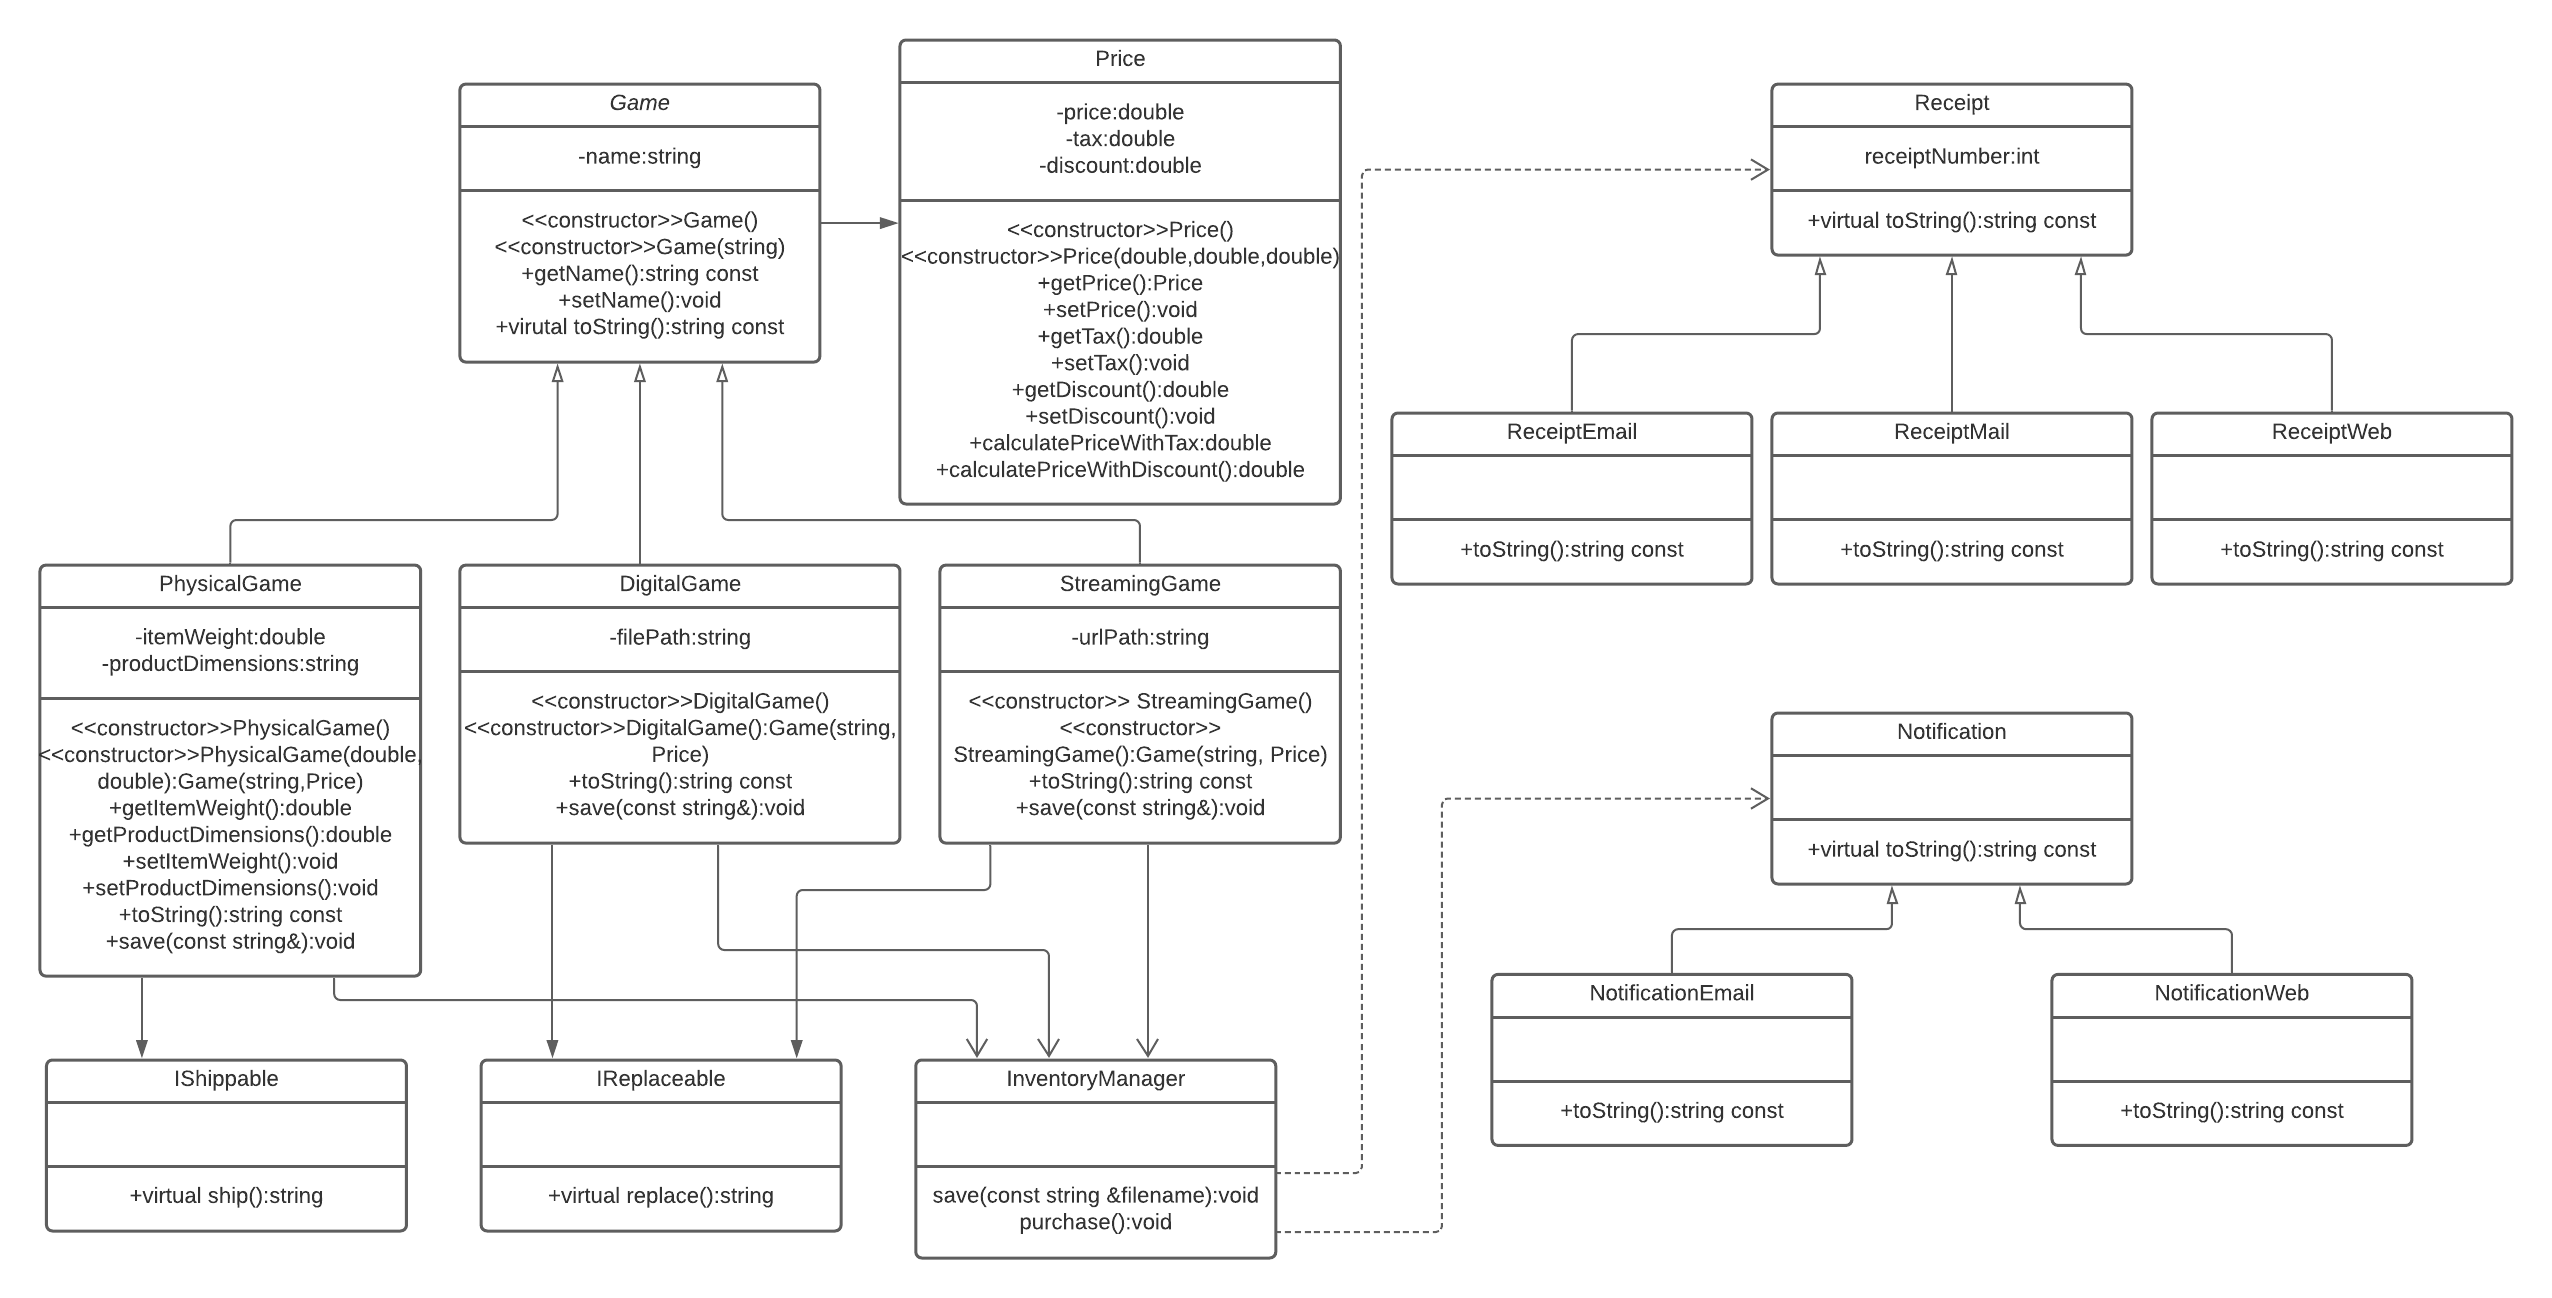 Game
-name:string
<<constructor>>Game()
<<constructor>>Game(string)
+getName():string const
+setName():void
+virutal toString():string const
Price
-price:double
-tax:double
-discount:double
<<constructor>>Price()
<<constructor>>Price(double,double,double)
+getPrice():Price
+setPrice():void
+getTax():double
+setTax():void
+getDiscount():double
+setDiscount():void
+calculatePriceWithTax:double
+calculatePriceWithDiscount():double
Receipt
receiptNumber:int
+virtual toString():string const
ReceiptEmail
+toString():string const
ReceiptMail
+toString():string const
ReceiptWeb
+toString():string const
PhysicalGame
-itemWeight:double
-productDimensions:string
<<constructor>>PhysicalGame()
<<constructor>>PhysicalGame(double,
double):Game(string,Price)
+getItemWeight():double
+getProductDimensions():double
+setItemWeight():void
+setProductDimensions():void
+toString():string const
+save(const string&):void
DigitalGame
-filePath:string
<<constructor>>DigitalGame()
<<constructor>>DigitalGame():Game(string,
Price)
+toString():string const
+save(const string&):void
StreamingGame
-urlPath:string
<<constructor>> StreamingGame()
<<constructor>>
StreamingGame():Game(string, Price)
+toString():string const
+save(const string&):void
Notification
+virtual toString():string const
NotificationEmail
+toString():string const
NotificationWeb
+toString():string const
IShippable
+virtual ship():string
IReplaceable
+virtual replace():string
InventoryManager
save(const string &filename):void
purchase():void